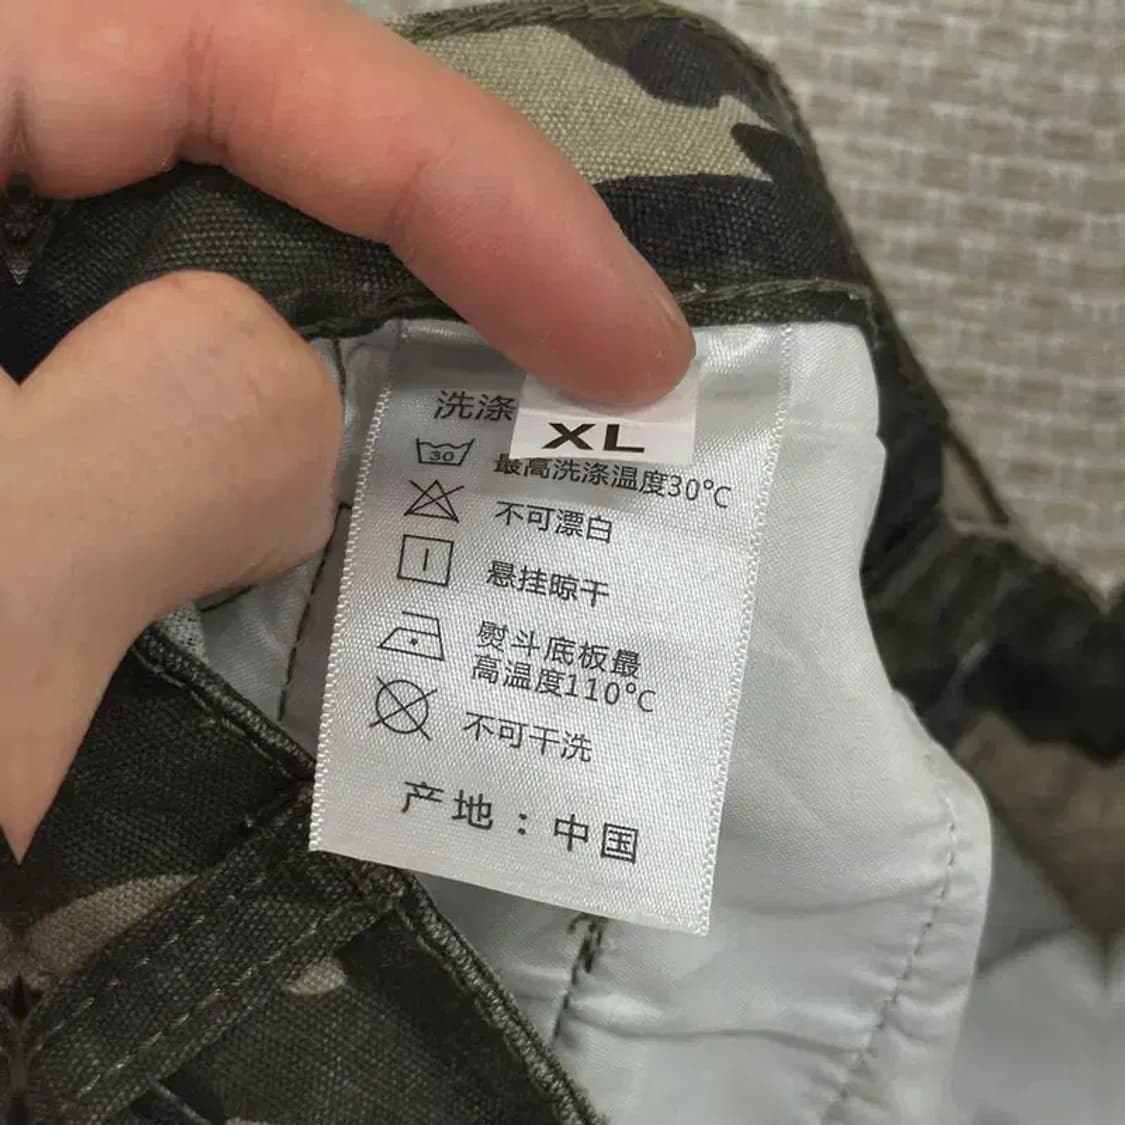 洗涤
XL
30
最高洗涤温度30°C
不可漂白
悬挂晾干
熨斗底板最
高温度110°C
不可干洗
产地：中国